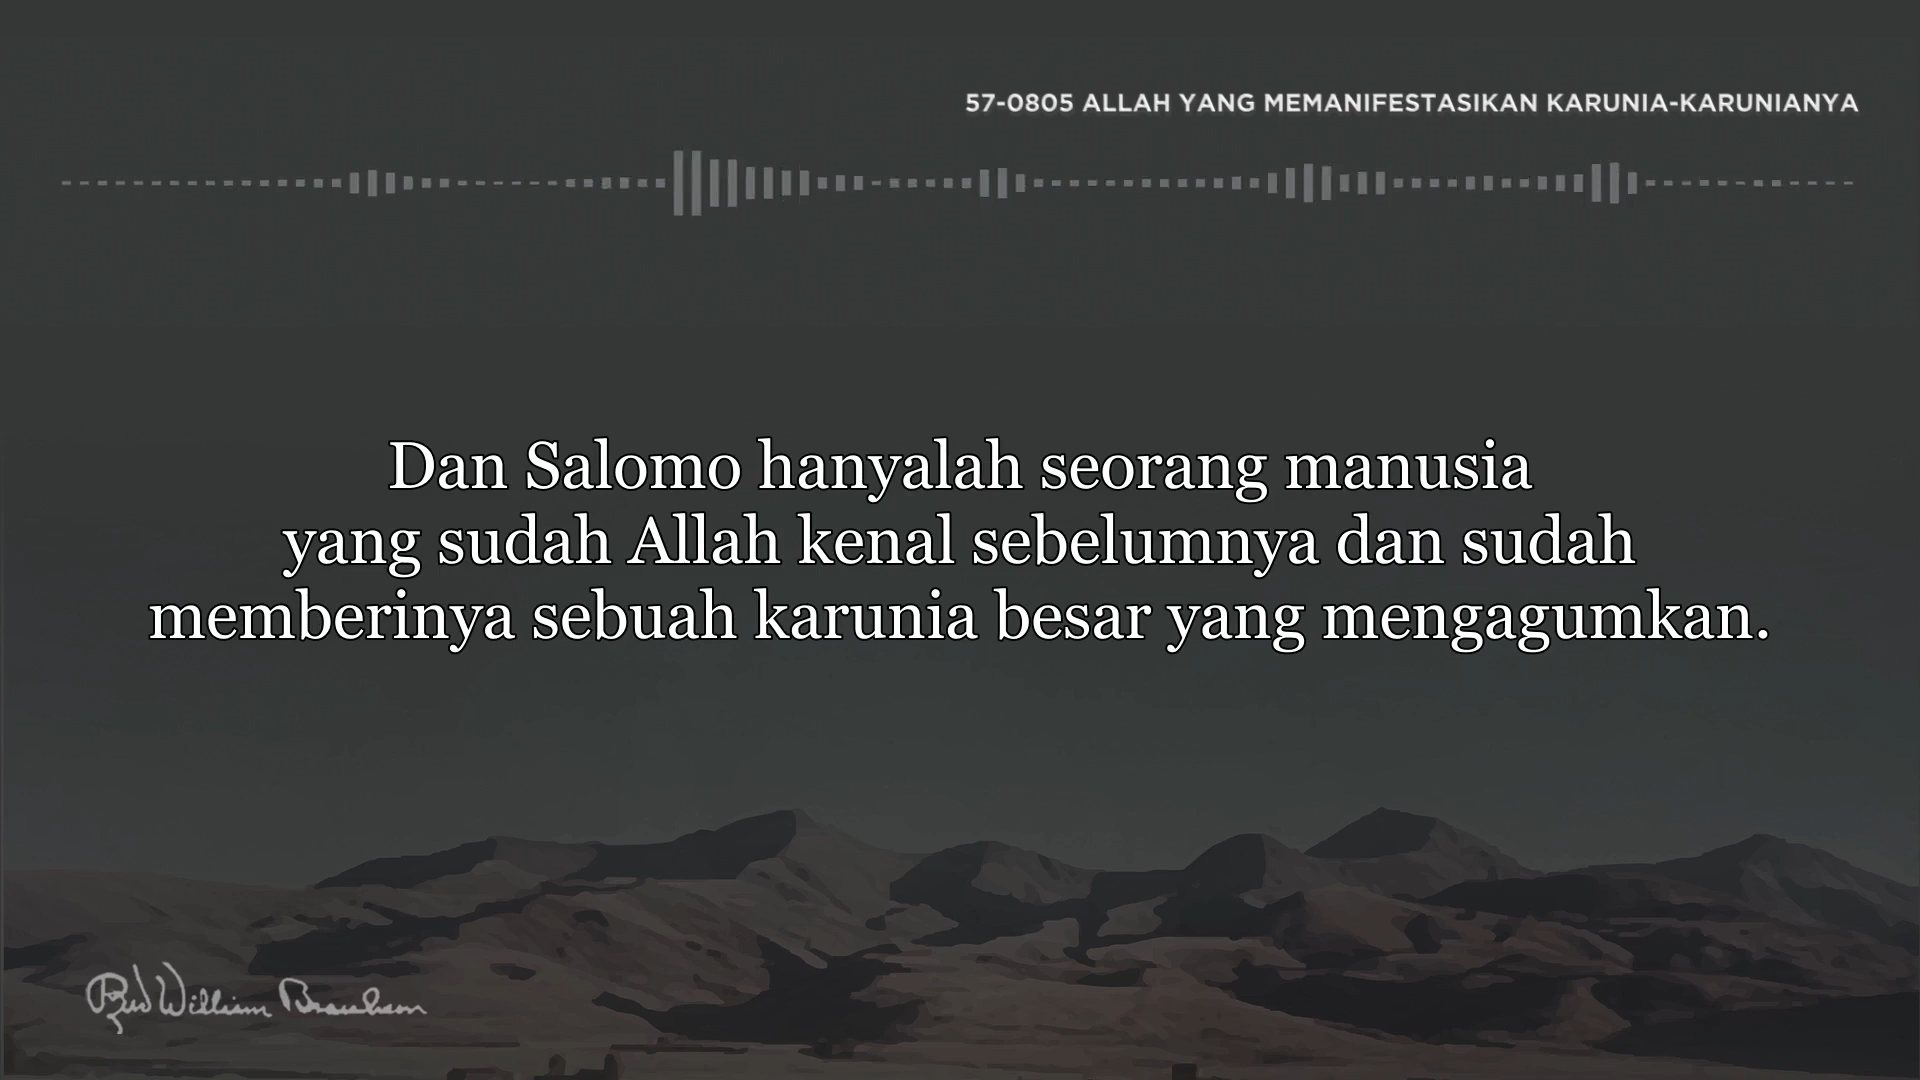 57-0805 ALLAH YANG MEMANIFESTASIKAN KARUNIA-KARUNIANYA
Dan Salomo hanyalah seorang manusia
yang sudah Allah kenal sebelumnya dan sudah
memberinya sebuah karunia besar yang mengagumkan.
Rev William Branham